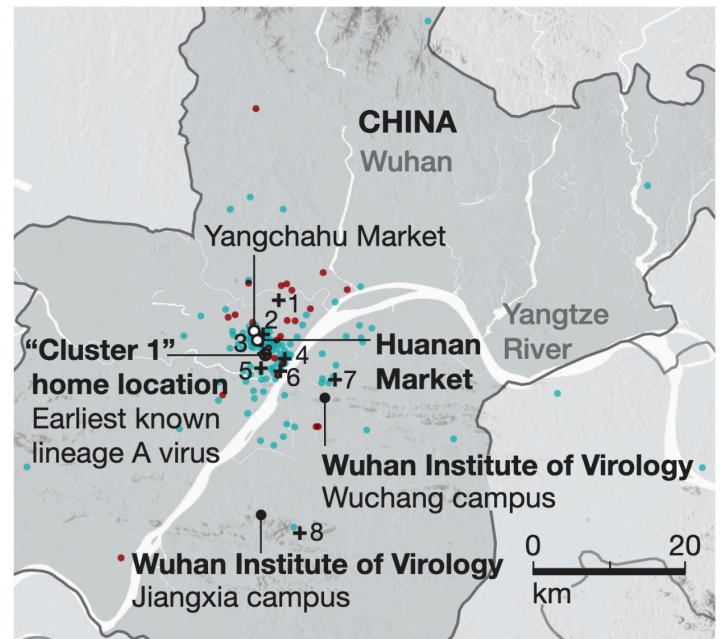 CHINA
Wuhan
Yangchahu Market
1
2
3
"Cluster 1"
home location
Earliest known
lineage A virus
4
5
6
7
Huanan
Market
Yangtze
River
Wuhan Institute of Virology
Wuchang campus
8
Wuhan Institute of Virology
Jiangxia campus
0 20
km